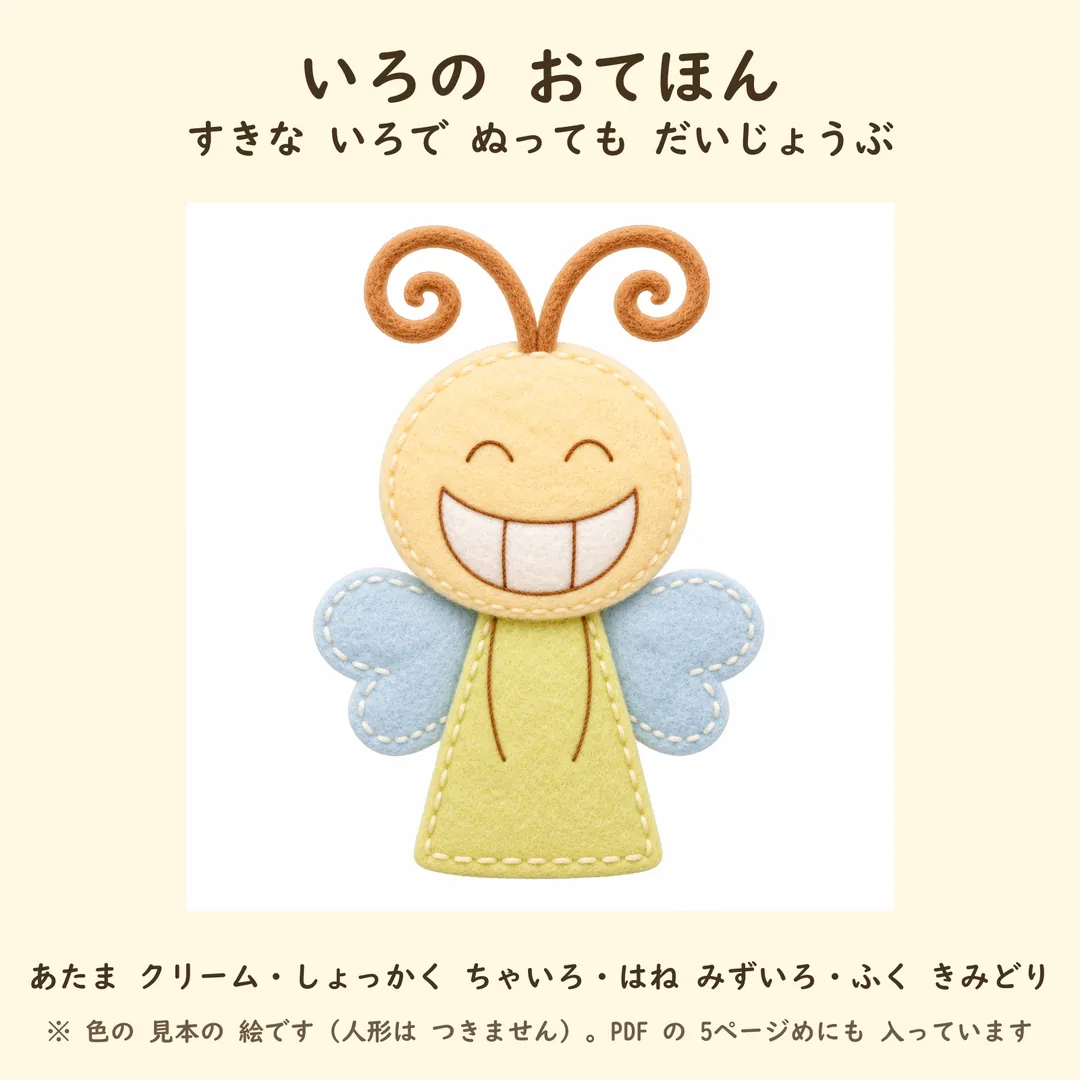 いろの おてほん
すきな いろで ぬっても だいじょうぶ
あたま クリーム・しょっかく ちゃいろ・はね みずいろ・ふく きみどり
※ 色の 見本の 絵です（人形は つきません）。PDF の 5ページめにも 入っています